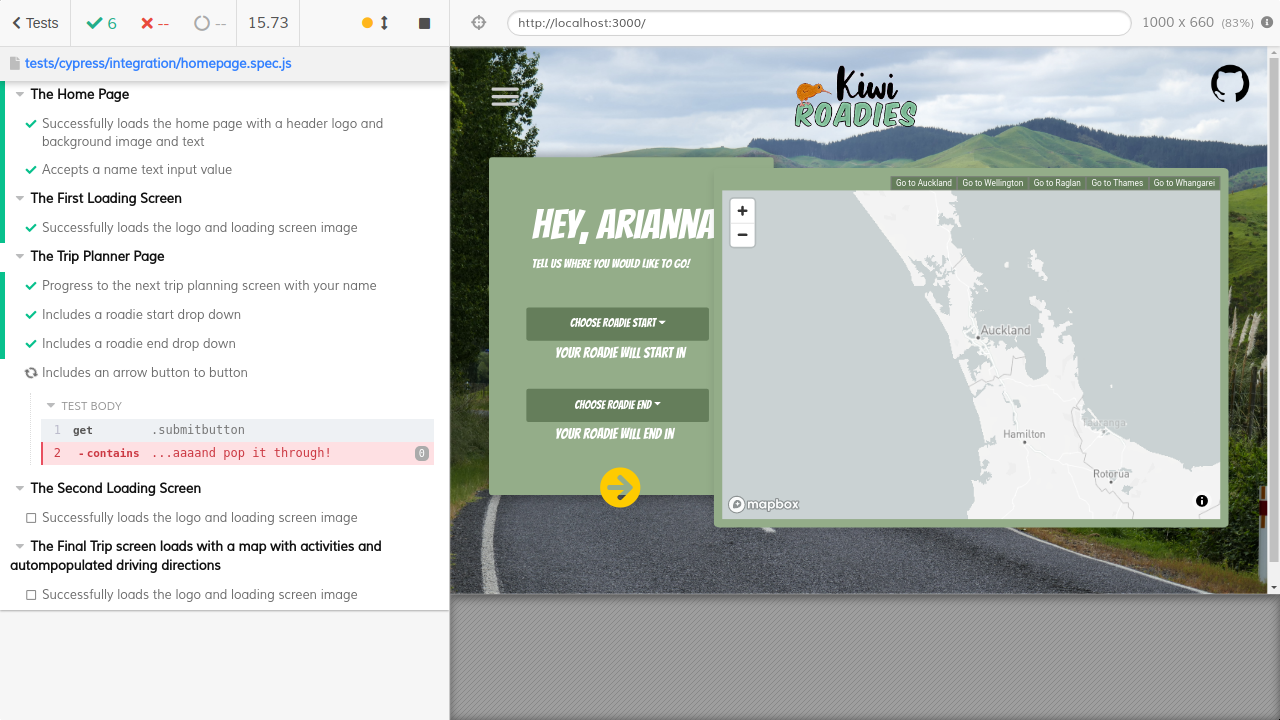 Tests
6
--
--
15.73
tests/cypress/integration/homepage.spec.js
The Home Page
Successfully loads the home page with a header logo and
background image and text
Accepts a name text input value
The First Loading Screen
Successfully loads the logo and loading screen image
The Trip Planner Page
Progress to the next trip planning screen with your name
Includes a roadie start drop down
Includes a roadie end drop down
Includes an arrow button to button
TEST BODY
1 get .submitbutton
2 -contains ...aaaand pop it through! 0
The Second Loading Screen
Successfully loads the logo and loading screen image
The Final Trip screen loads with a map with activities and
autompopulated driving directions
Successfully loads the logo and loading screen image
http://localhost:3000/
1000 x 660 (83%)
Kiwi
ROADIES
HEY, ARIANNA
TELL US WHERE YOU WOULD LIKE TO GO!
CHOOSE ROADIE START
YOUR ROADIE WILL START IN
CHOOSE ROADIE END
YOUR ROADIE WILL END IN
Go to Auckland Go to Wellington Go to Raglan Go to Thames Go to Whangarei
+
−
Auckland
Hamilton
Tauranga
Rotorua
mapbox